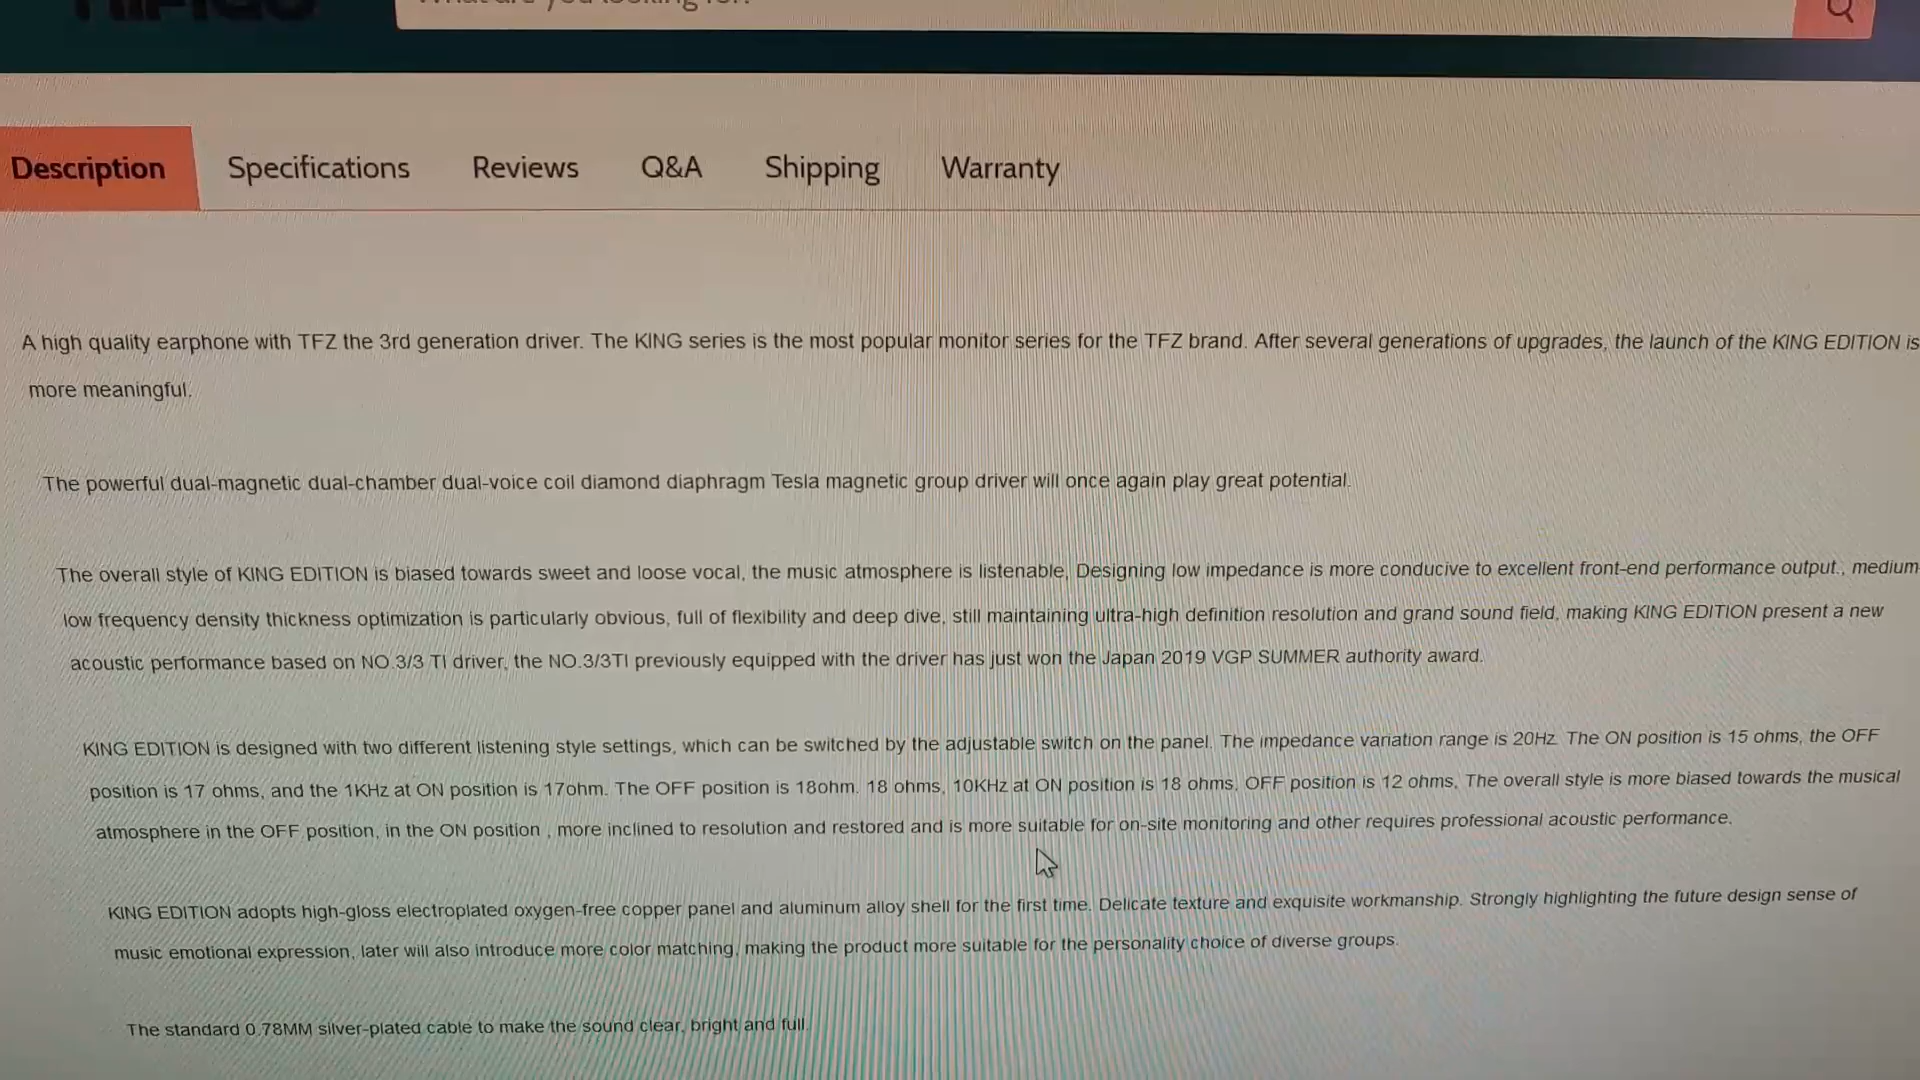 Description Specifications Reviews Q&A Shipping Warranty
A high quality earphone with TFZ the 3rd generation driver. The KING series is the most popular monitor series for the TFZ brand. After several generations of upgrades, the launch of the KING EDITION is
more meaningful.
The powerful dual-magnetic dual-chamber dual-voice coil diamond diaphragm Tesla magnetic group driver will once again play great potential.
The overall style of KING EDITION is biased towards sweet and loose vocal, the music atmosphere is listenable, Designing low impedance is more conducive to excellent front-end performance output., medium-
low frequency density thickness optimization is particularly obvious, full of flexibility and deep dive, still maintaining ultra-high definition resolution and grand sound field, making KING EDITION present a new
acoustic performance based on NO.3/3 TI driver, the NO.3/3TI previously equipped with the driver has just won the Japan 2019 VGP SUMMER authority award.
KING EDITION is designed with two different listening style settings, which can be switched by the adjustable switch on the panel. The impedance variation range is 20Hz. The ON position is 15 ohms, the OFF
position is 17 ohms, and the 1KHz at ON position is 17ohm. The OFF position is 18ohm. 18 ohms, 10KHz at ON position is 18 ohms, OFF position is 12 ohms, The overall style is more biased towards the musical
atmosphere in the OFF position, in the ON position , more inclined to resolution and restored and is more suitable for on-site monitoring and other requires professional acoustic performance.
KING EDITION adopts high-gloss electroplated oxygen-free copper panel and aluminum alloy shell for the first time. Delicate texture and exquisite workmanship. Strongly highlighting the future design sense of
music emotional expression, later will also introduce more color matching, making the product more suitable for the personality choice of diverse groups.
The standard 0.78MM silver-plated cable to make the sound clear, bright and full.